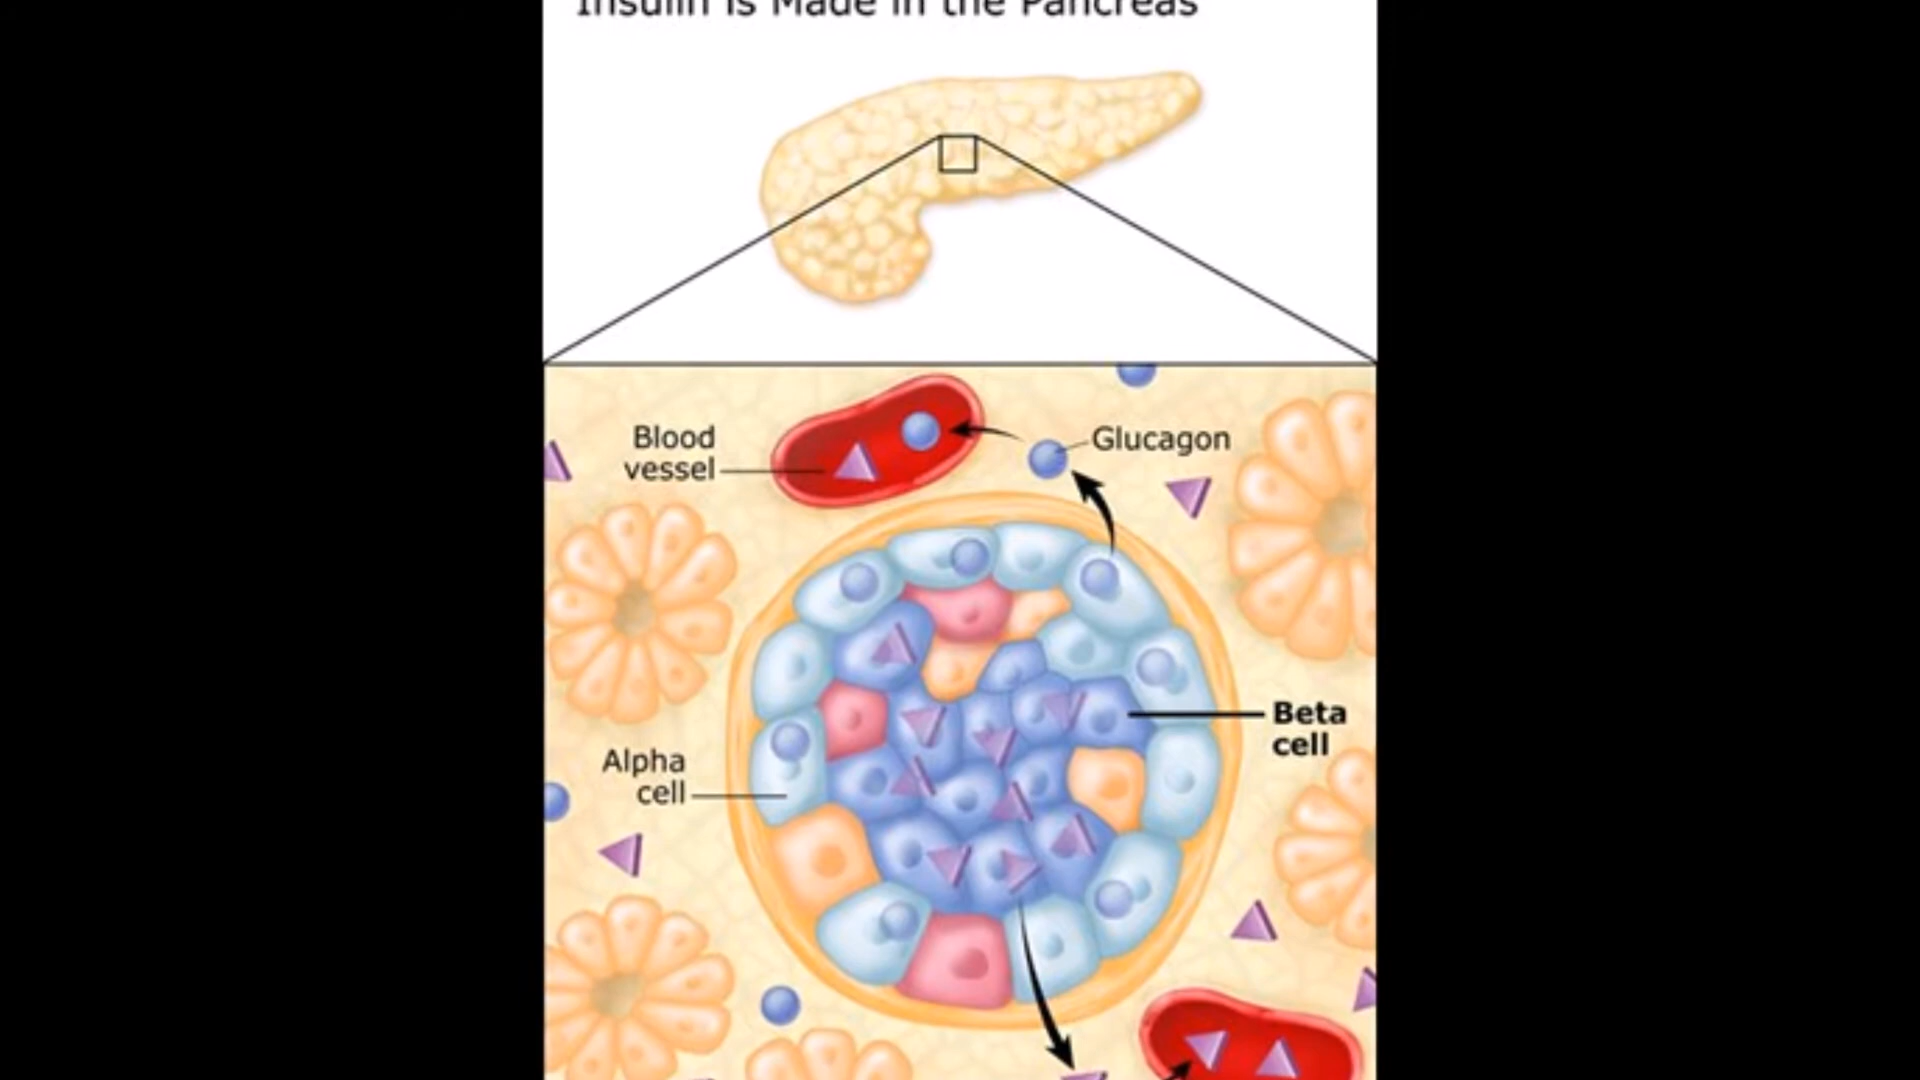 Insulin is Made in the Pancreas
Blood
vessel
Glucagon
Beta
cell
Alpha
cell